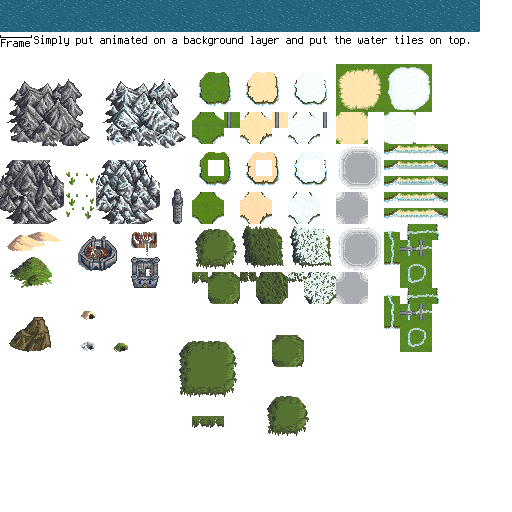 Frame
Simply put animated on a background layer and put the water tiles on top.